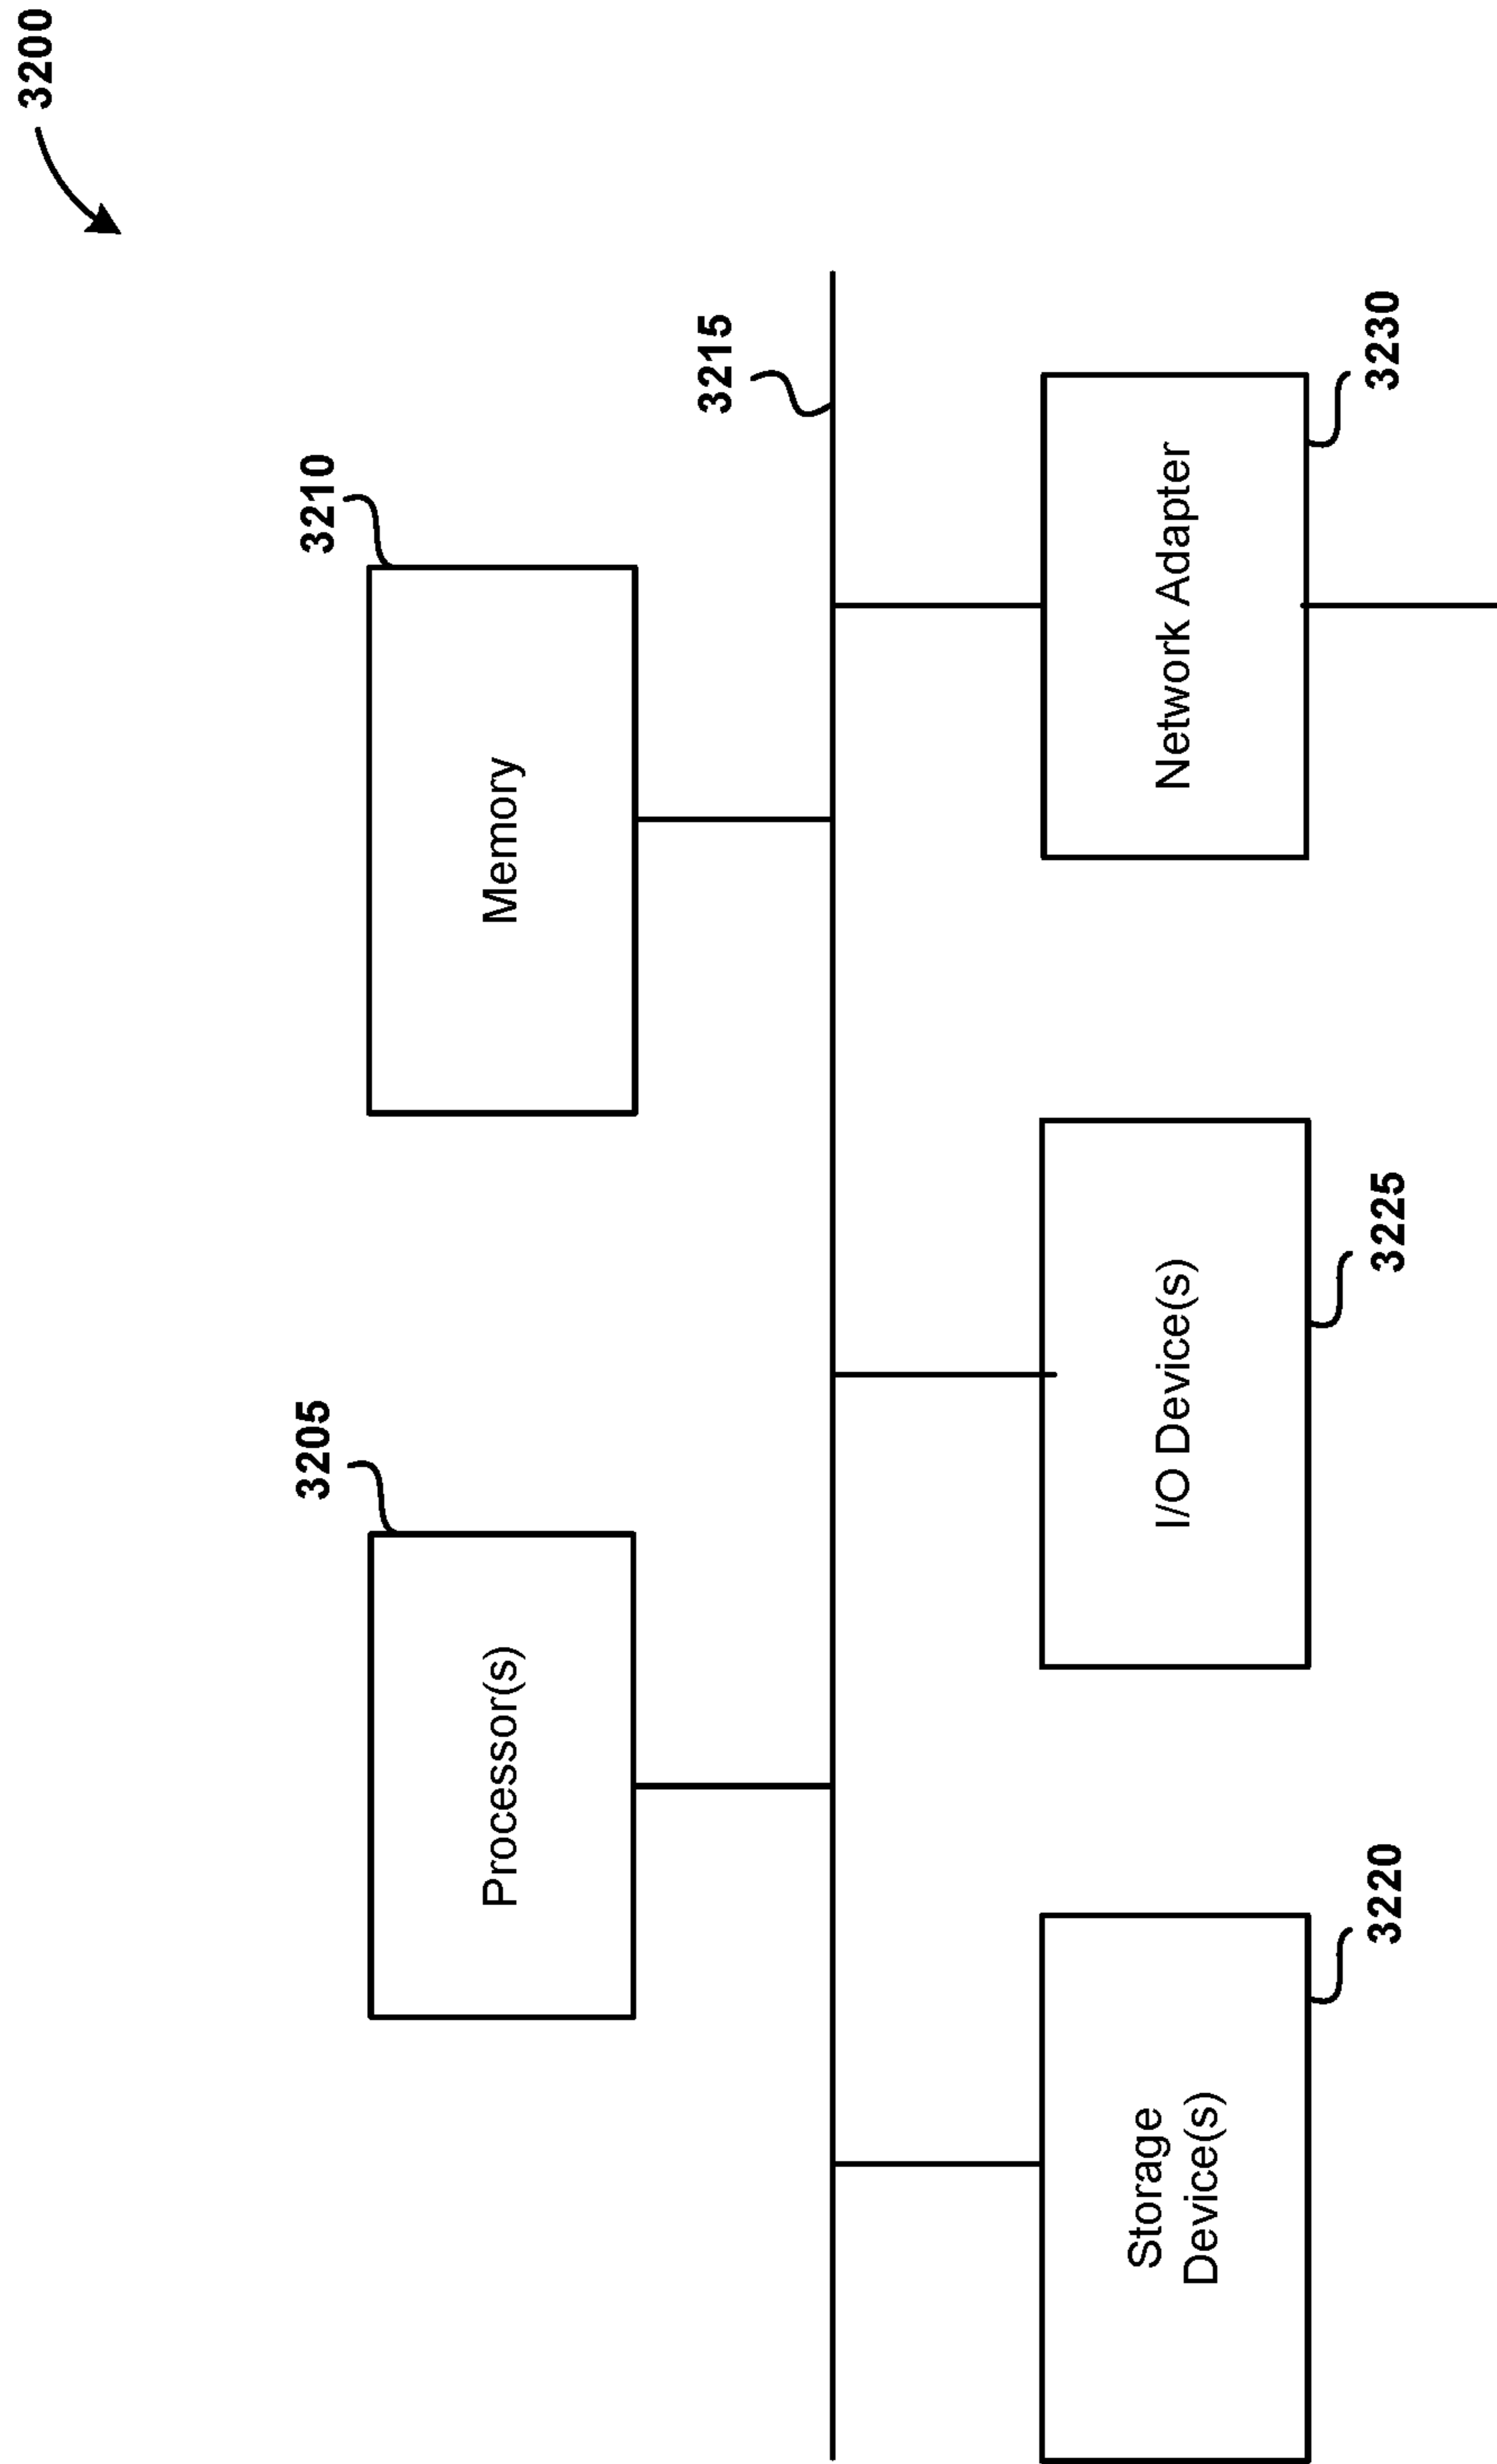 3200
3205
Processor(s)
3210
Memory
3215
Storage
Device(s)
3220
I/O Device(s)
3225
Network Adapter
3230